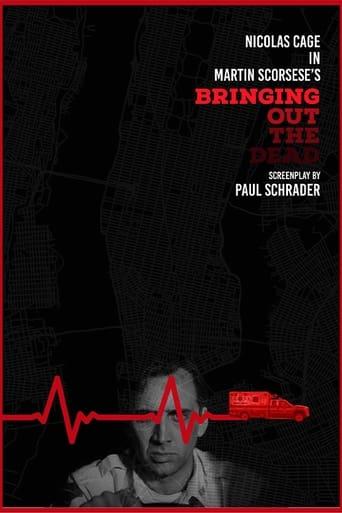 NICOLAS CAGE
IN
MARTIN SCORSESE'S
BRINGING
OUT
THE
DEAD
SCREENPLAY BY
PAUL SCHRADER